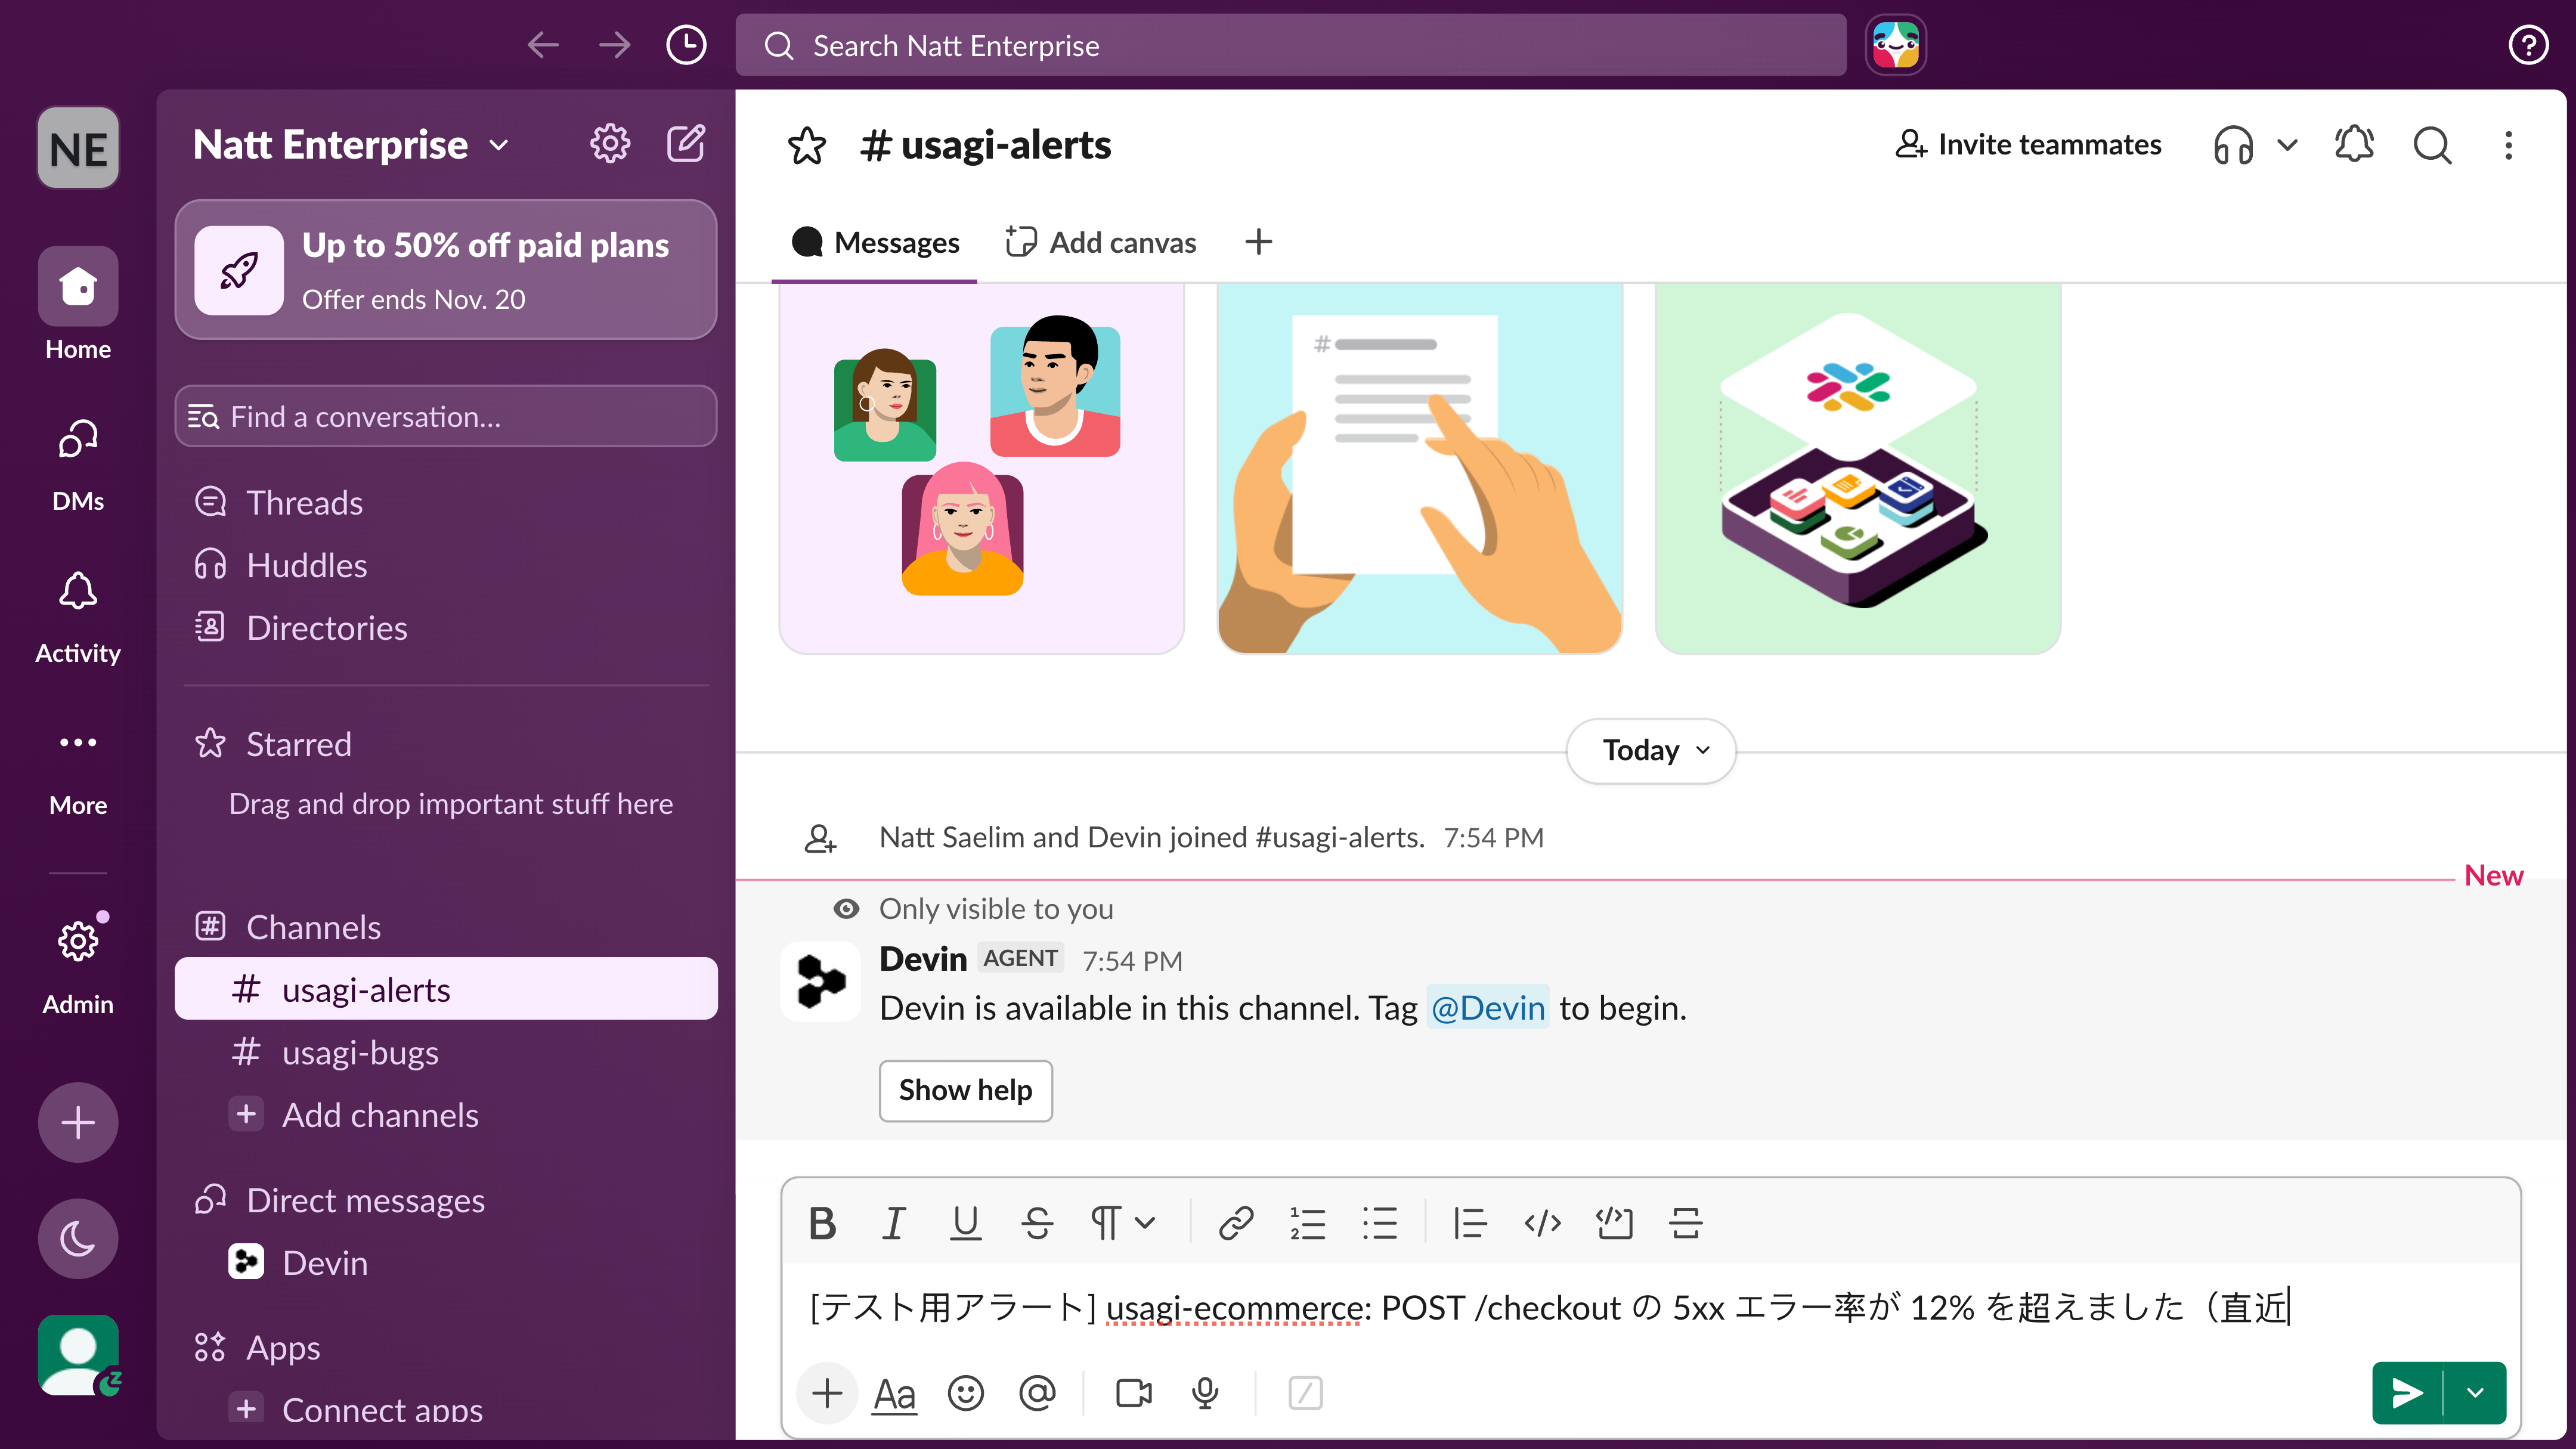 Search Natt Enterprise
NE
Home
DMs
Activity
More
Admin
Natt Enterprise
Up to 50% off paid plans
Offer ends Nov. 20
Find a conversation...
Threads
Huddles
Directories
Starred
Drag and drop important stuff here
Channels
# usagi-alerts
# usagi-bugs
Add channels
Direct messages
Devin
Apps
Connect apps
# usagi-alerts
Invite teammates
Messages
Add canvas
#
Today
Natt Saelim and Devin joined #usagi-alerts. 7:54 PM
New
Only visible to you
Devin AGENT 7:54 PM
Devin is available in this channel. Tag @Devin to begin.
Show help
[テスト用アラート] usagi-ecommerce: POST /checkout の 5xx エラー率が 12% を超えました（直近
Aa